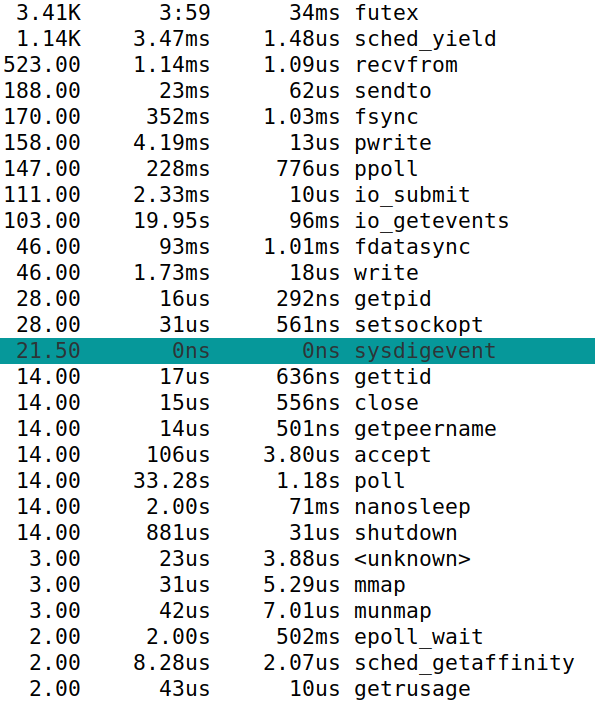 3.41K 3:59 34ms futex
1.14K 3.47ms 1.48us sched_yield
523.00 1.14ms 1.09us recvfrom
188.00 23ms 62us sendto
170.00 352ms 1.03ms fsync
158.00 4.19ms 13us pwrite
147.00 228ms 776us ppoll
111.00 2.33ms 10us io_submit
103.00 19.95s 96ms io_getevents
46.00 93ms 1.01ms fdatasync
46.00 1.73ms 18us write
28.00 16us 292ns getpid
28.00 31us 561ns setsockopt
21.50 0ns 0ns sysdigevent
14.00 17us 636ns gettid
14.00 15us 556ns close
14.00 14us 501ns getpeername
14.00 106us 3.80us accept
14.00 33.28s 1.18s poll
14.00 2.00s 71ms nanosleep
14.00 881us 31us shutdown
3.00 23us 3.88us <unknown>
3.00 31us 5.29us mmap
3.00 42us 7.01us munmap
2.00 2.00s 502ms epoll_wait
2.00 8.28us 2.07us sched_getaffinity
2.00 43us 10us getrusage